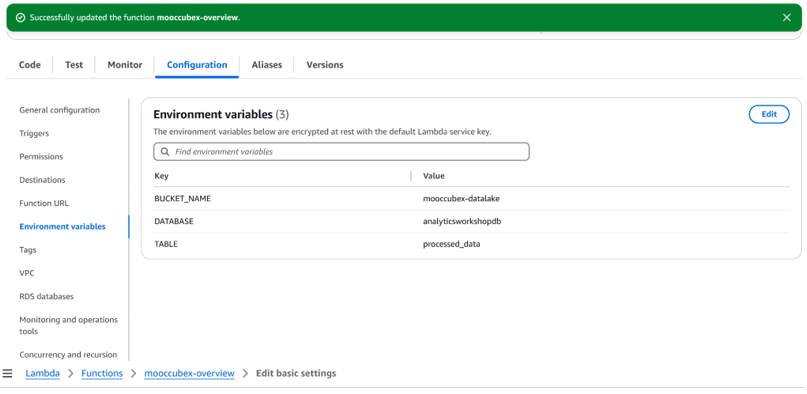 Successfully updated the function mooccubex-overview.
Code
Test
Monitor
Configuration
Aliases
Versions
General configuration
Triggers
Permissions
Destinations
Function URL
Environment variables
Tags
VPC
RDS databases
Monitoring and operations
tools
Concurrency and recursion
Environment variables (3)
Edit
The environment variables below are encrypted at rest with the default Lambda service key.
Find environment variables
Key
Value
BUCKET_NAME
mooccubex-datalake
DATABASE
analyticsworkshopdb
TABLE
processed_data
Lambda
Functions
mooccubex-overview
Edit basic settings